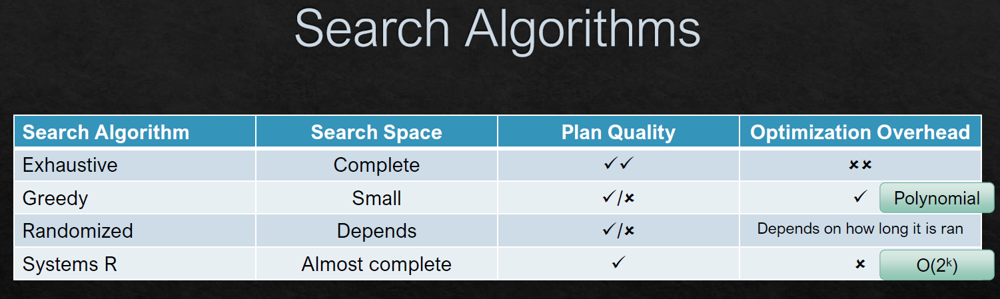 Search Algorithms
Search Algorithm Search Space Plan Quality Optimization Overhead
Exhaustive Complete ✓✓ ✘✘
Greedy Small ✓/✘ ✓ Polynomial
Randomized Depends ✓/✘ Depends on how long it is ran
Systems R Almost complete ✓ ✘ O(2ᵏ)